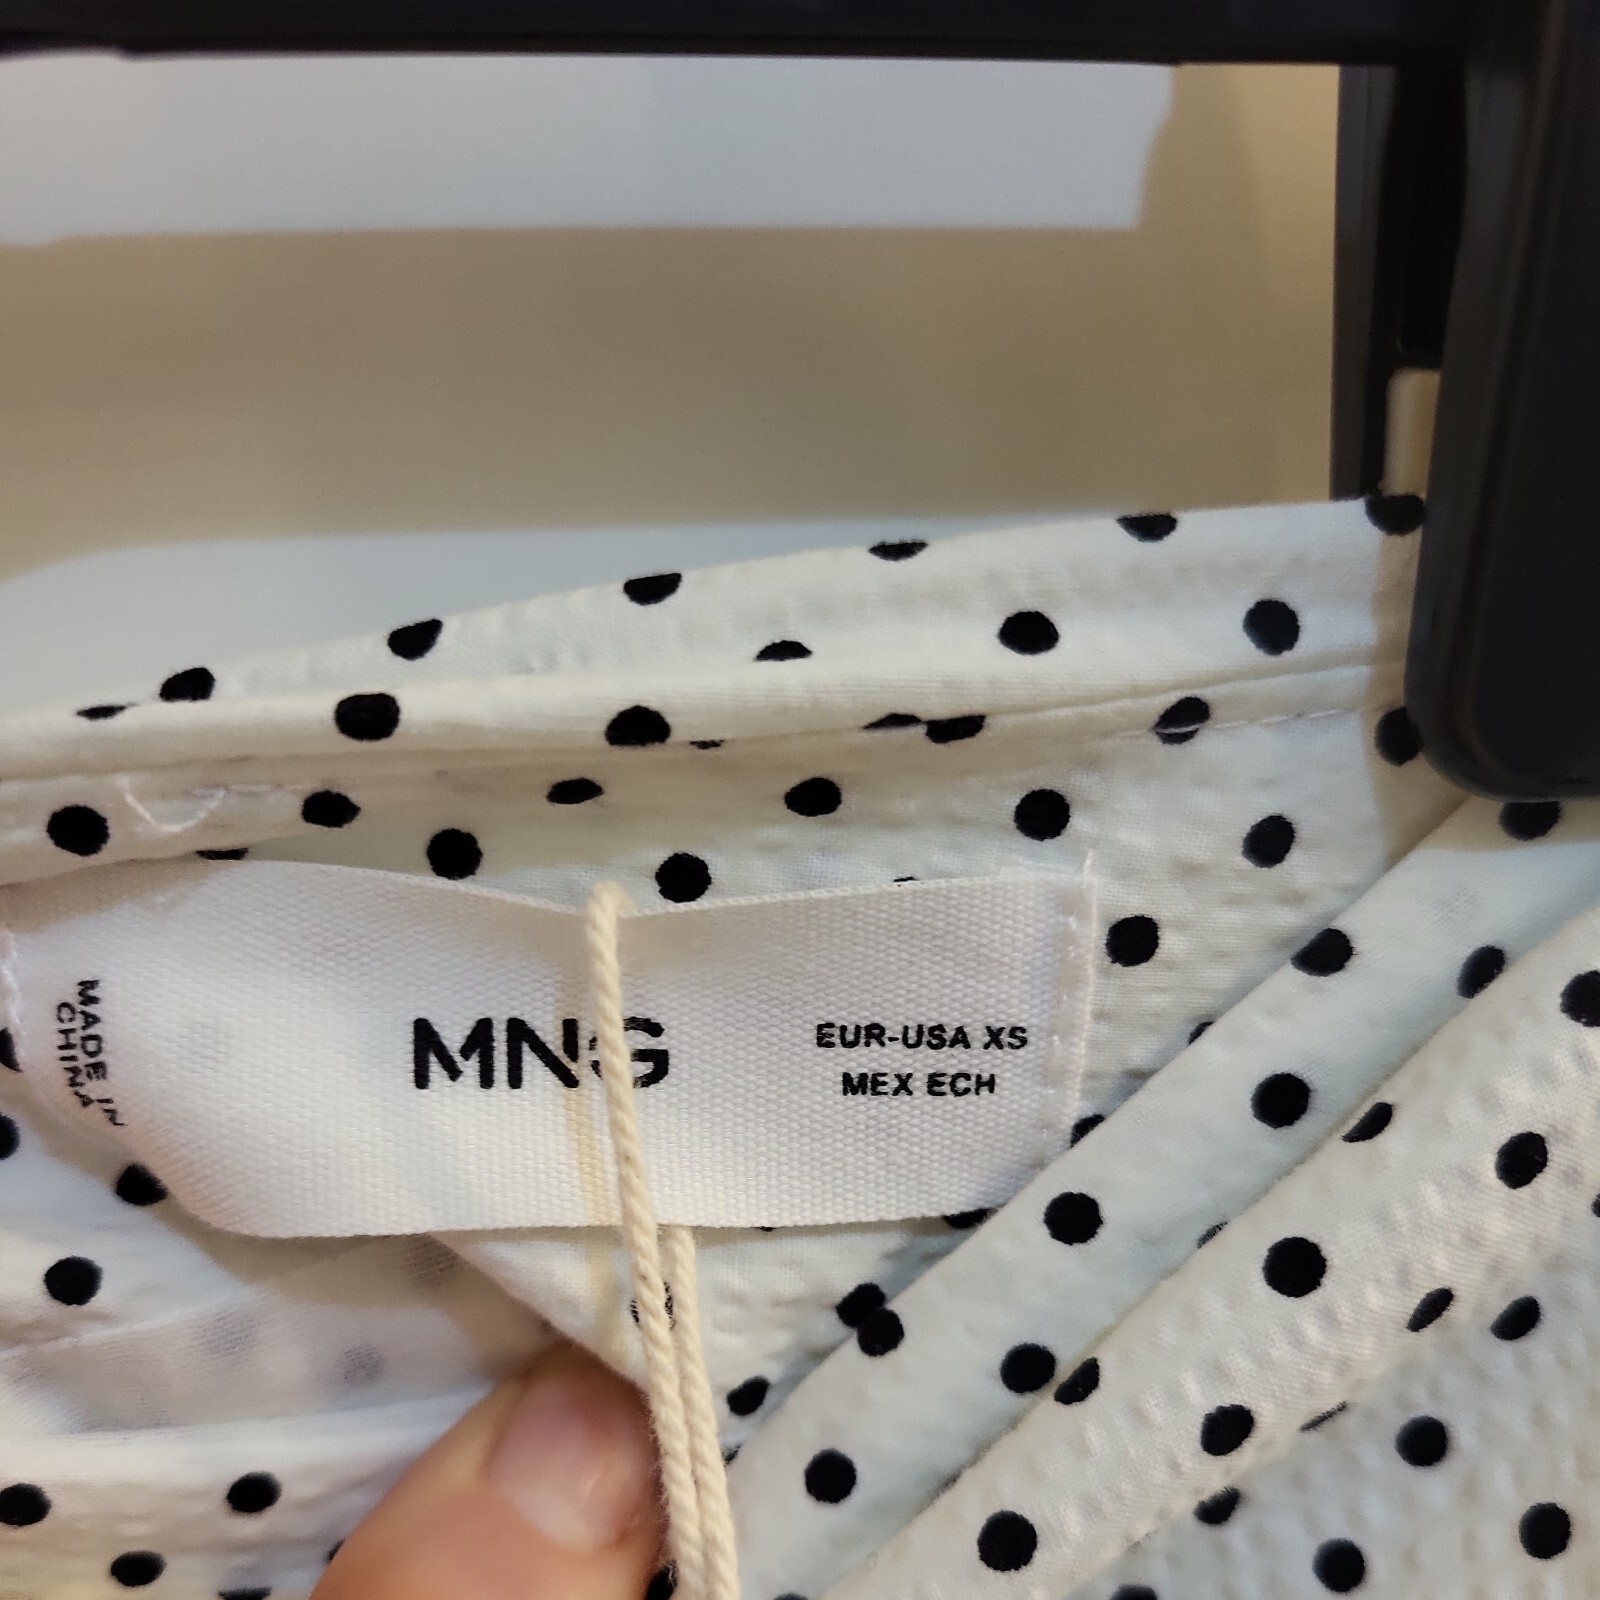 MADE IN
CHINA
MNG
EUR-USA XS
MEX ECH